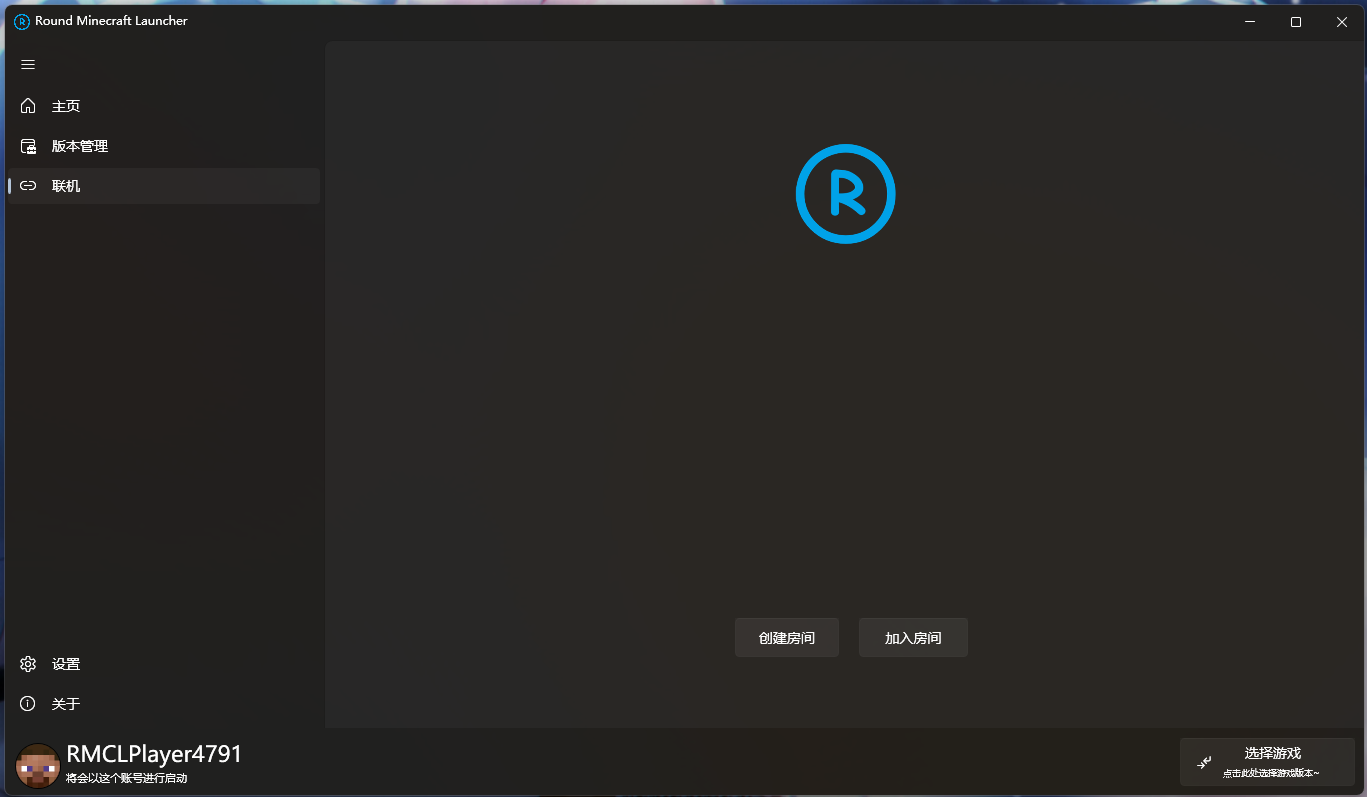 Round Minecraft Launcher
主页
版本管理
联机
R
创建房间
加入房间
设置
关于
RMCLPlayer4791
将会以这个账号进行启动
选择游戏
点击此处选择游戏版本~